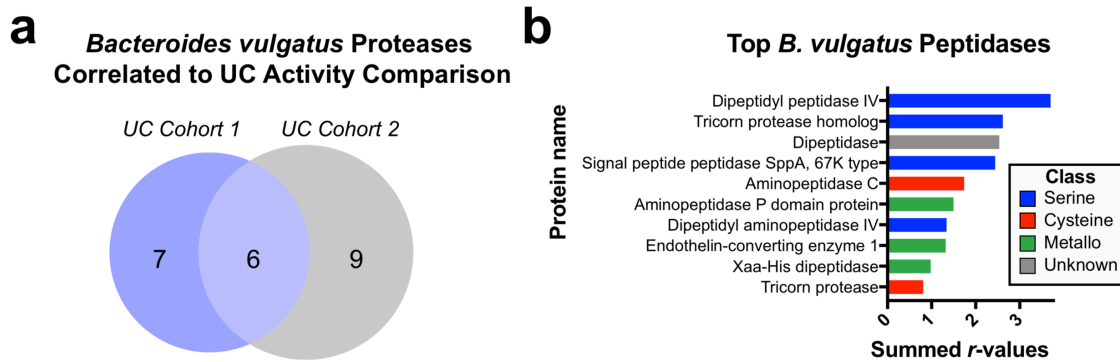 a
Bacteroides vulgatus Proteases
Correlated to UC Activity Comparison
UC Cohort 1
UC Cohort 2
7
6
9
b
Top B. vulgatus Peptidases
Protein name
Dipeptidyl peptidase IV
Tricorn protease homolog
Dipeptidase
Signal peptide peptidase SppA, 67K type
Aminopeptidase C
Aminopeptidase P domain protein
Dipeptidyl aminopeptidase IV
Endothelin-converting enzyme 1
Xaa-His dipeptidase
Tricorn protease
Class
Serine
Cysteine
Metallo
Unknown
0 1 2 3
Summed r-values